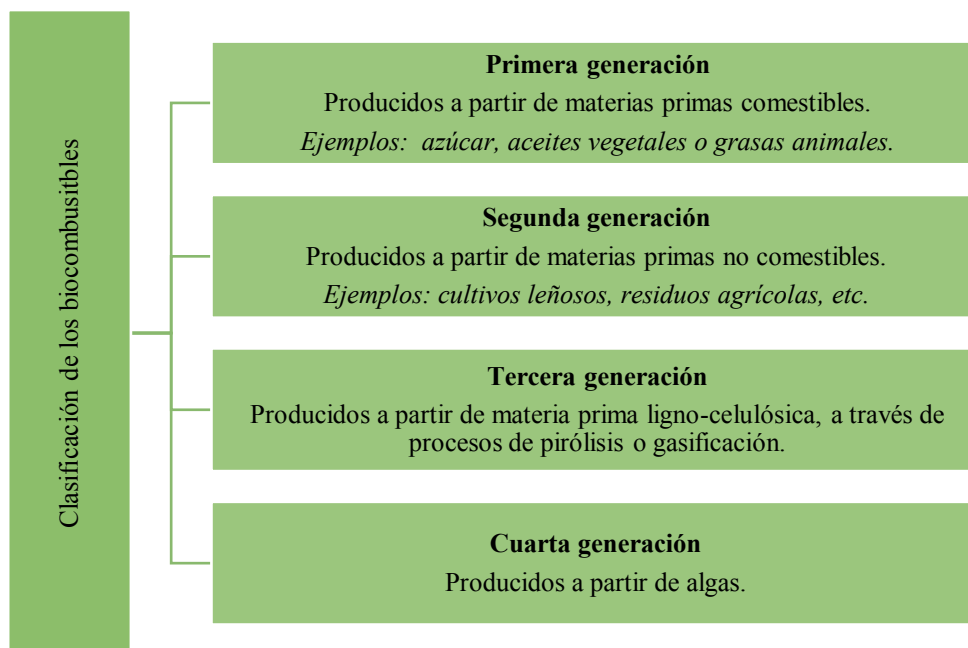 Clasificación de los biocombusitbles
Primera generación
Producidos a partir de materias primas comestibles.
Ejemplos: azúcar, aceites vegetales o grasas animales.
Segunda generación
Producidos a partir de materias primas no comestibles.
Ejemplos: cultivos leñosos, residuos agrícolas, etc.
Tercera generación
Producidos a partir de materia prima ligno-celulósica, a través de
procesos de pirólisis o gasificación.
Cuarta generación
Producidos a partir de algas.